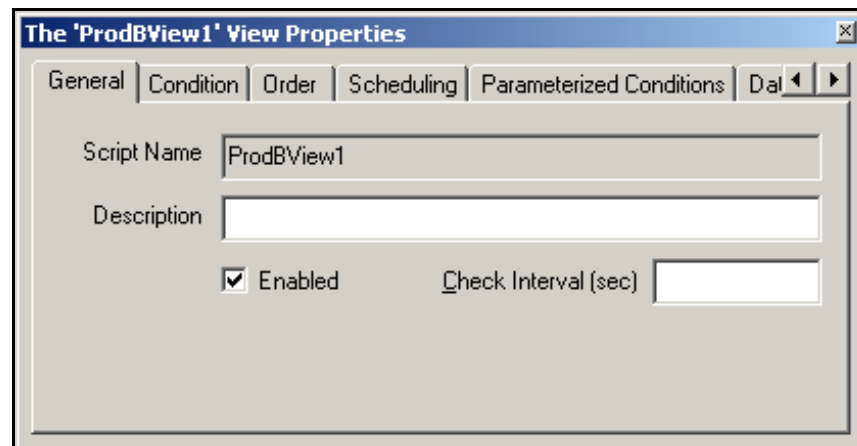 The 'ProdBView1' View Properties
General Condition Order Scheduling Parameterized Conditions
Script Name ProdBView1
Description
Enabled Check Interval (sec)